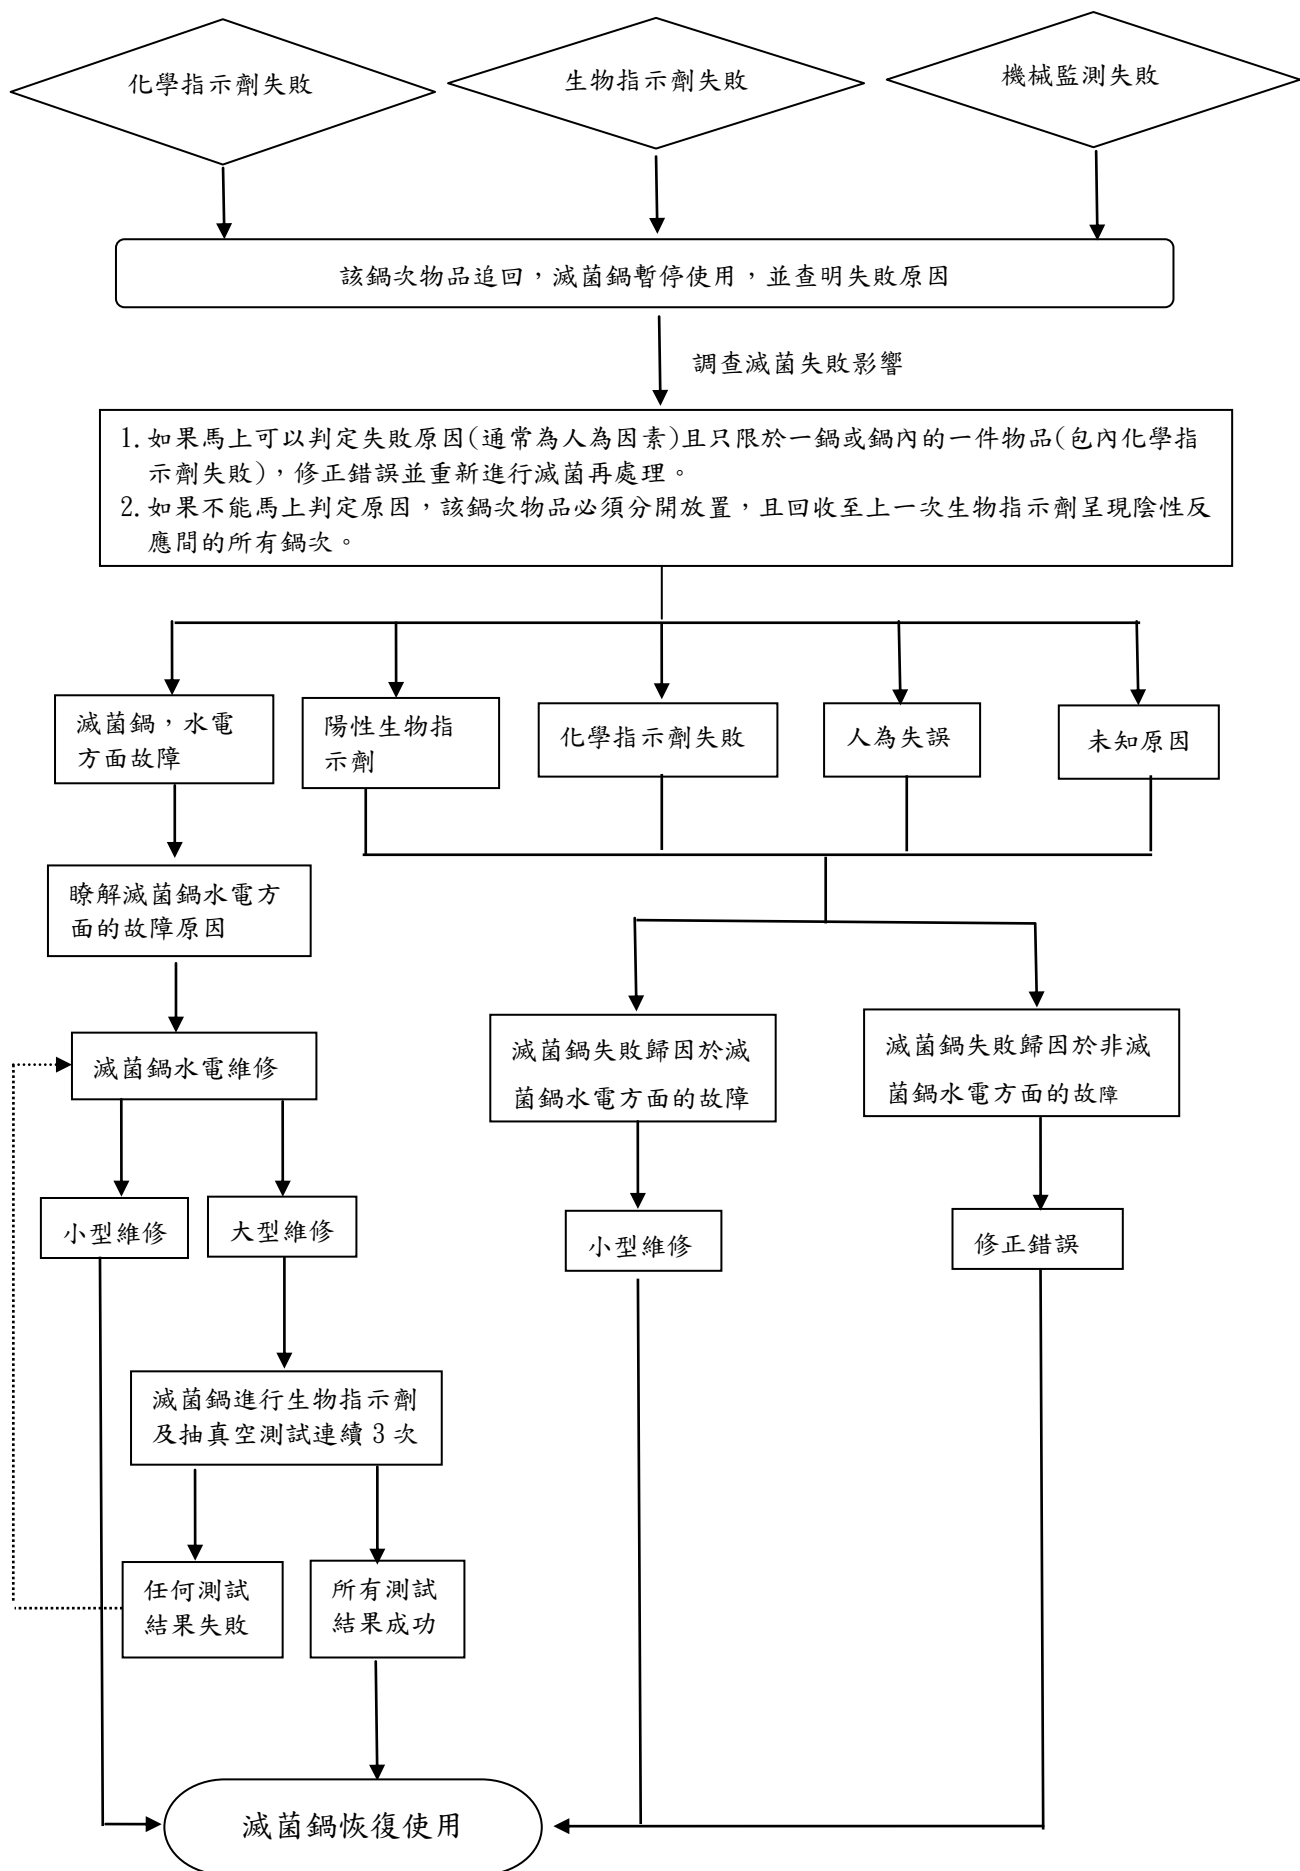 化學指示劑失敗
生物指示劑失敗
機械監測失敗
該鍋次物品追回，滅菌鍋暫停使用，並查明失敗原因
調查滅菌失敗影響
1. 如果馬上可以判定失敗原因(通常為人為因素)且只限於一鍋或鍋內的一件物品(包內化學指
示劑失敗)，修正錯誤並重新進行滅菌再處理。
2. 如果不能馬上判定原因，該鍋次物品必須分開放置，且回收至上一次生物指示劑呈現陰性反
應間的所有鍋次。
滅菌鍋，水電
方面故障
陽性生物指
示劑
化學指示劑失敗
人為失誤
未知原因
瞭解滅菌鍋水電方
面的故障原因
滅菌鍋水電維修
滅菌鍋失敗歸因於滅
菌鍋水電方面的故障
滅菌鍋失敗歸因於非滅
菌鍋水電方面的故障
小型維修
大型維修
小型維修
修正錯誤
滅菌鍋進行生物指示劑
及抽真空測試連續 3 次
任何測試
結果失敗
所有測試
結果成功
滅菌鍋恢復使用